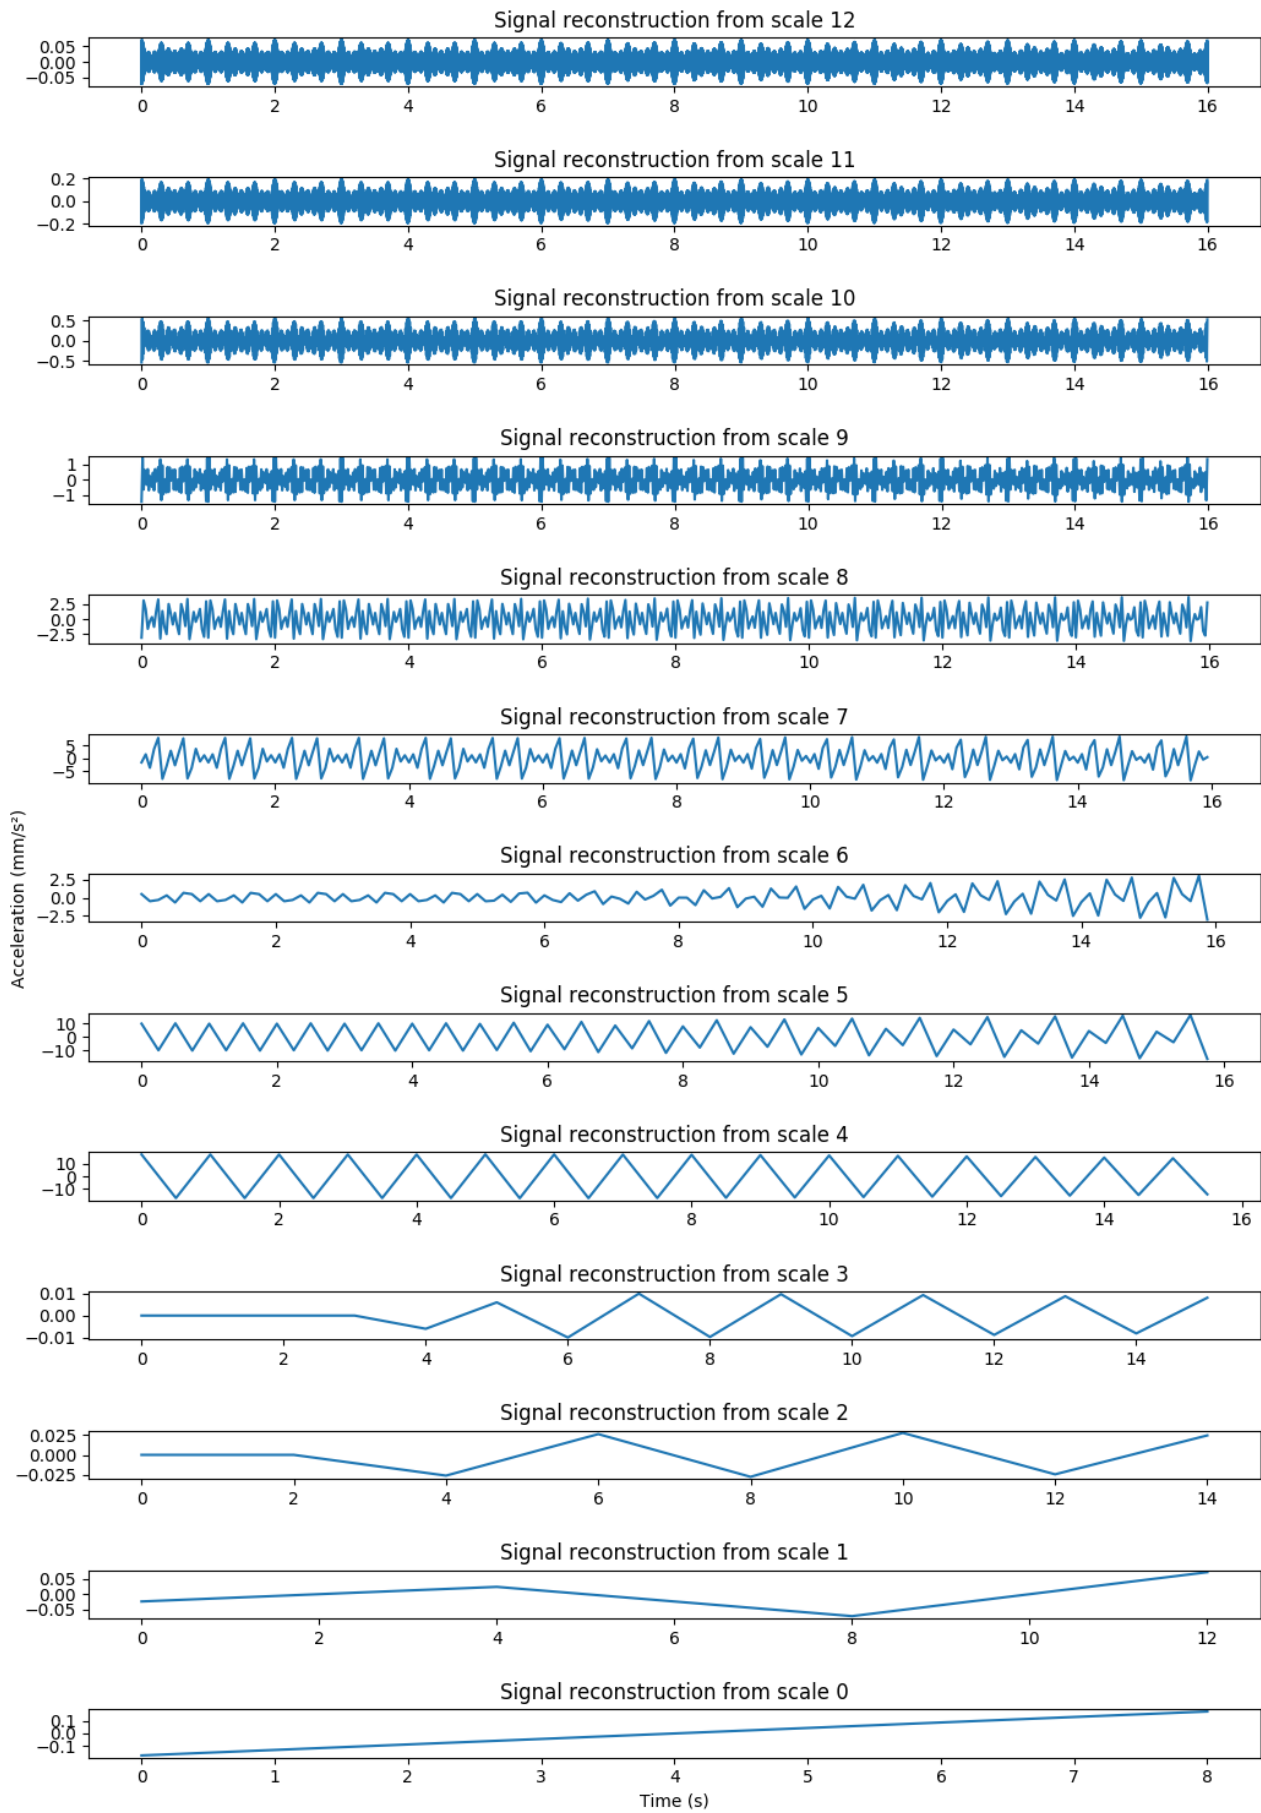 Signal reconstruction from scale 12
0.05
0.00
−0.05
0 2 4 6 8 10 12 14 16
Signal reconstruction from scale 11
0.2
0.0
−0.2
0 2 4 6 8 10 12 14 16
Signal reconstruction from scale 10
0.5
0.0
−0.5
0 2 4 6 8 10 12 14 16
Signal reconstruction from scale 9
1
0
−1
0 2 4 6 8 10 12 14 16
Signal reconstruction from scale 8
2.5
0.0
−2.5
0 2 4 6 8 10 12 14 16
Signal reconstruction from scale 7
5
0
−5
0 2 4 6 8 10 12 14 16
Acceleration (mm/s²)
Signal reconstruction from scale 6
2.5
0.0
−2.5
0 2 4 6 8 10 12 14 16
Signal reconstruction from scale 5
10
0
−10
0 2 4 6 8 10 12 14 16
Signal reconstruction from scale 4
10
0
−10
0 2 4 6 8 10 12 14 16
Signal reconstruction from scale 3
0.01
0.00
−0.01
0 2 4 6 8 10 12 14
Signal reconstruction from scale 2
0.025
0.000
−0.025
0 2 4 6 8 10 12 14
Signal reconstruction from scale 1
0.05
0.00
−0.05
0 2 4 6 8 10 12
Signal reconstruction from scale 0
0.1
0.0
−0.1
0 1 2 3 4 5 6 7 8
Time (s)